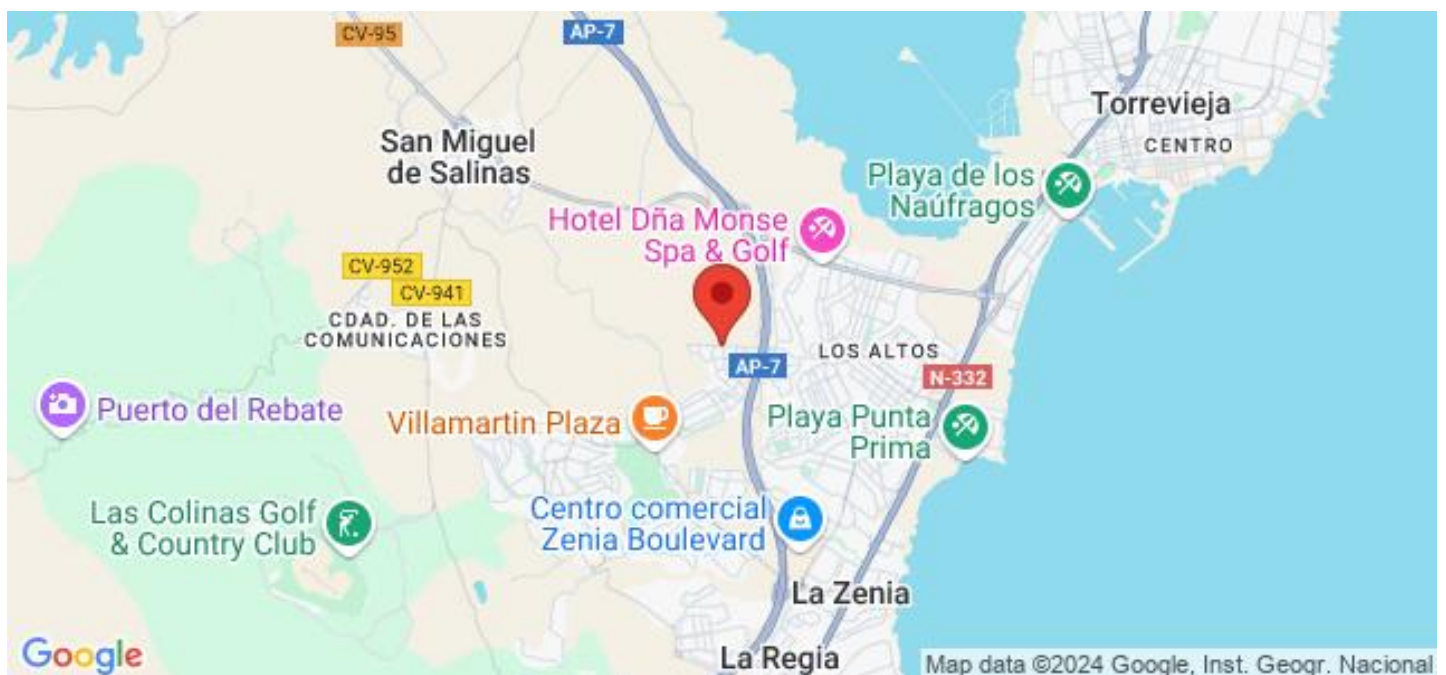 CV-95
AP-7
Torrevieja
CENTRO
San Miguel
de Salinas
Playa de los
Naúfragos
Hotel Dña Monse
Spa & Golf
CV-952
CV-941
CDAD. DE LAS
COMUNICACIONES
LOS ALTOS
AP-7
N-332
Puerto del Rebate
Villamartin Plaza
Playa Punta
Prima
Las Colinas Golf
& Country Club
Centro comercial
Zenia Boulevard
La Zenia
La Regia
Google
Map data ©2024 Google, Inst. Geogr. Nacional